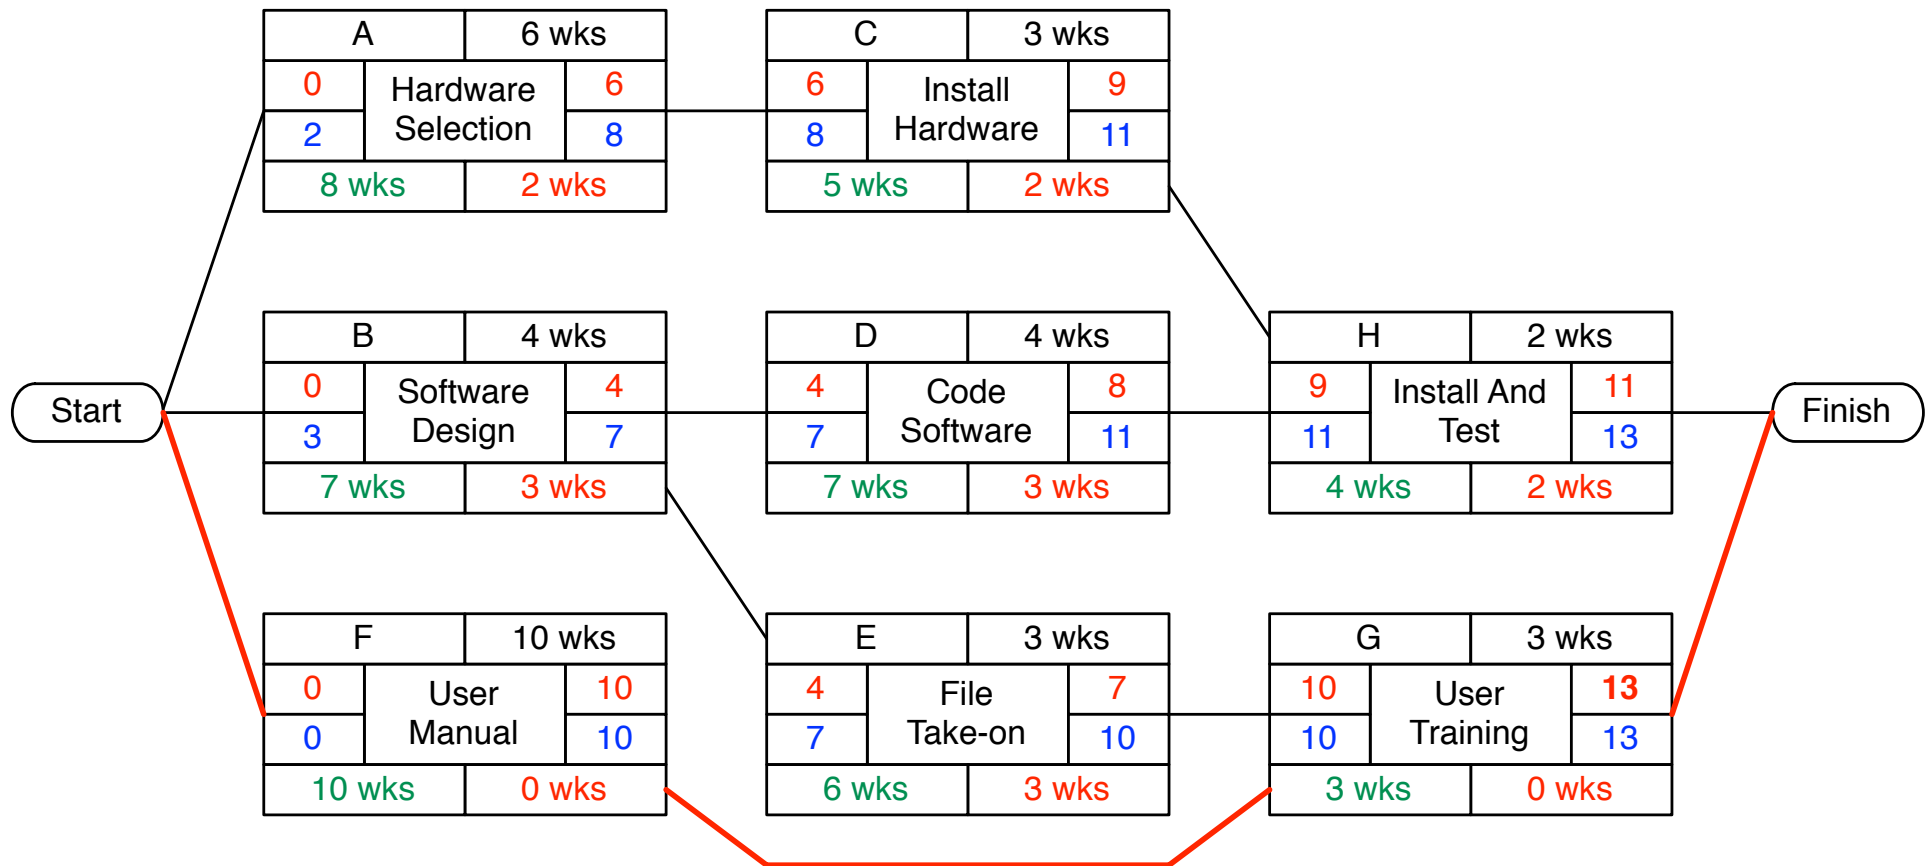 A 6 wks
0 Hardware Selection 6
2 8
8 wks 2 wks
C 3 wks
6 Install Hardware 9
8 11
5 wks 2 wks
Start
B 4 wks
0 Software Design 4
3 7
7 wks 3 wks
D 4 wks
4 Code Software 8
7 11
7 wks 3 wks
H 2 wks
9 Install And Test 11
11 13
4 wks 2 wks
Finish
F 10 wks
0 User Manual 10
0 10
10 wks 0 wks
E 3 wks
4 File Take-on 7
7 10
6 wks 3 wks
G 3 wks
10 User Training 13
10 13
3 wks 0 wks